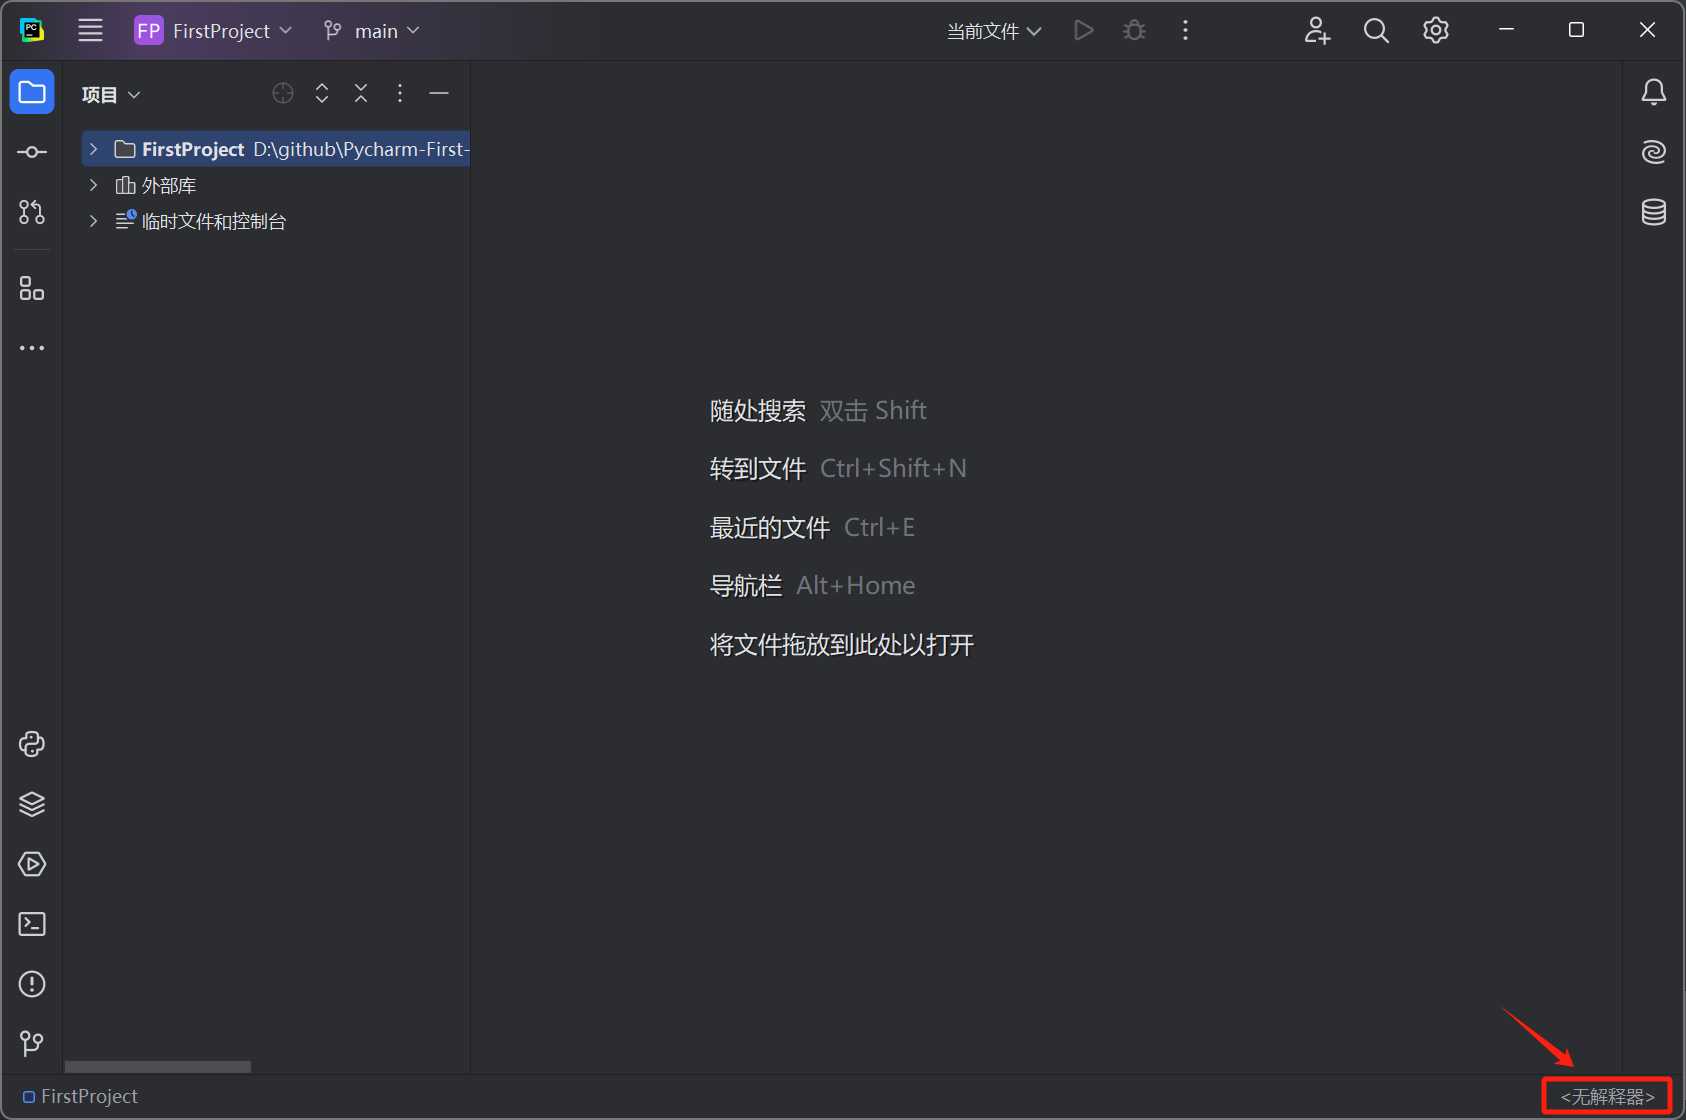 PC
FP FirstProject main 当前文件
项目
FirstProject D:\github\Pycharm-First-
外部库
临时文件和控制台
随处搜索 双击 Shift
转到文件 Ctrl+Shift+N
最近的文件 Ctrl+E
导航栏 Alt+Home
将文件拖放到此处以打开
FirstProject
<无解释器>